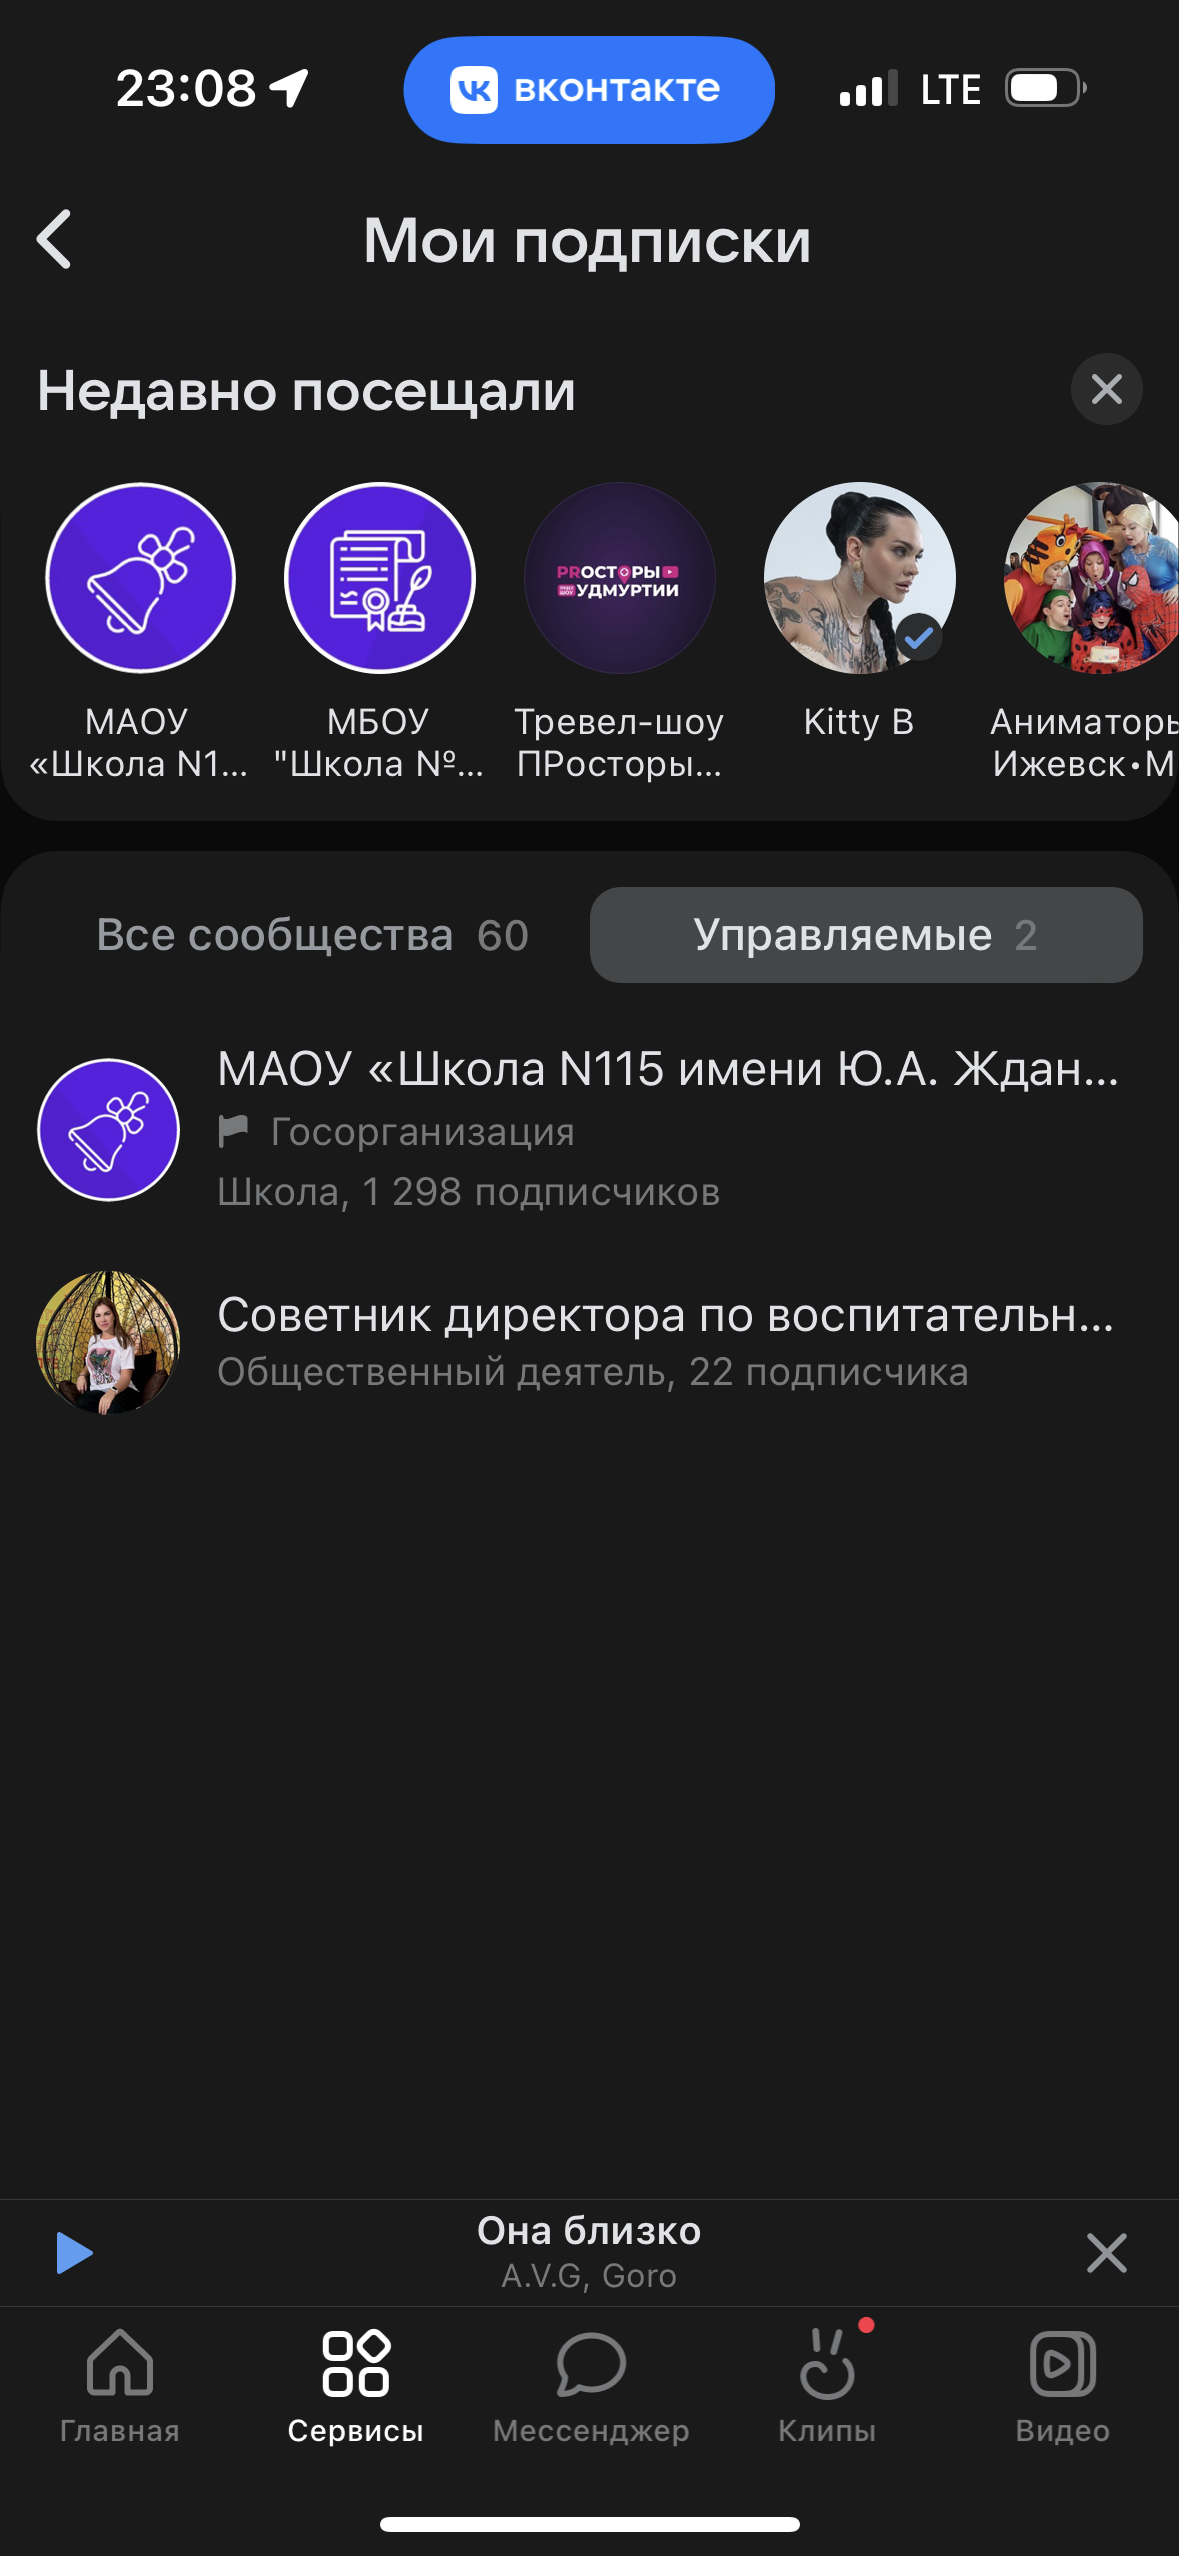 23:08
вконтакте
LTE
Мои подписки
Недавно посещали
МАОУ
«Школа N1...
МБОУ
"Школа №...
PRОСТОРЫ
УДМУРТИИ
Тревел-шоу
ПРосторы...
Kitty B
Аниматоры
Ижевск•М
Все сообщества 60
Управляемые 2
МАОУ «Школа N115 имени Ю.А. Ждан...
Госорганизация
Школа, 1 298 подписчиков
Советник директора по воспитательн...
Общественный деятель, 22 подписчика
Она близко
A.V.G, Goro
Главная
Сервисы
Мессенджер
Клипы
Видео